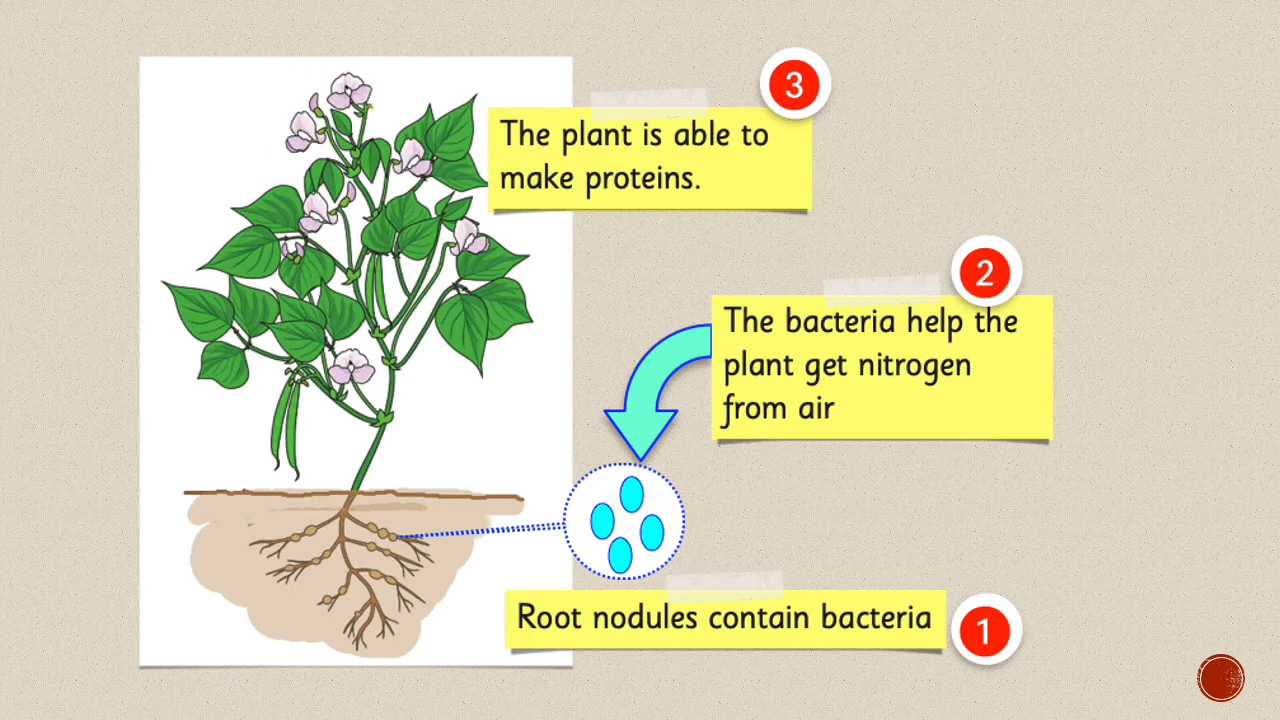 3
The plant is able to
make proteins.
2
The bacteria help the
plant get nitrogen
from air
Root nodules contain bacteria
1